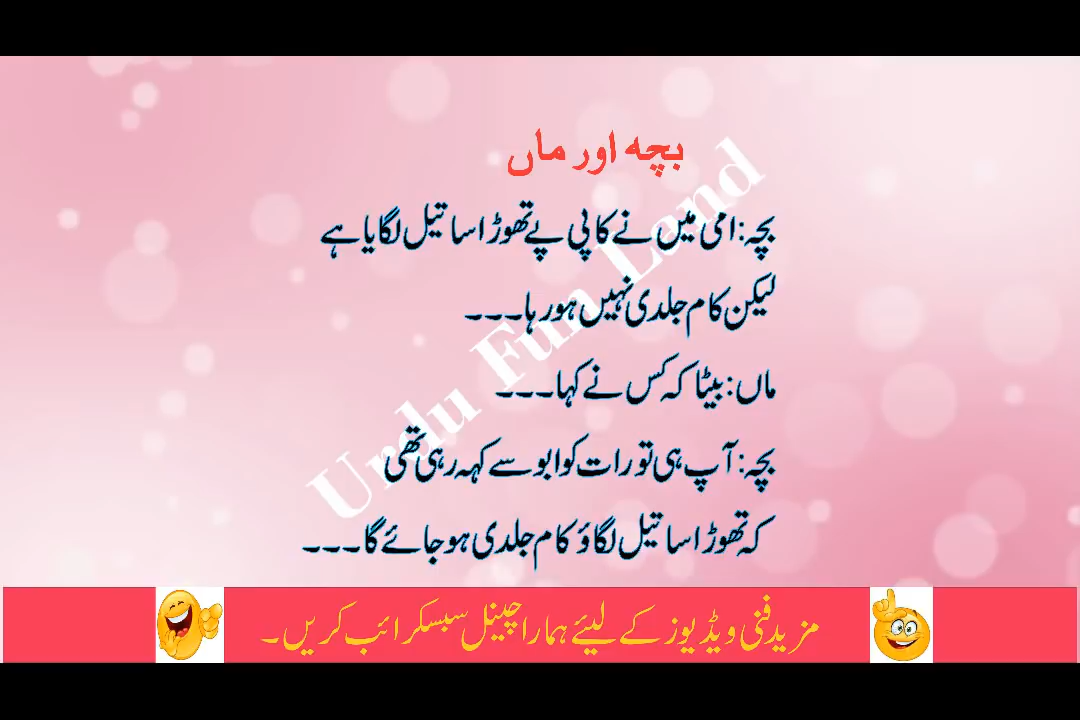 بچہ اور ماں
بچہ: امی میں نے کاپی پے تھوڑا سا تیل لگایا ہے
لیکن کام جلدی نہیں ہو رہا۔۔۔
ماں: بیٹا کہ کس نے کہا۔۔۔
بچہ: آپ ہی تو رات کو ابو سے کہہ رہی تھی
کہ تھوڑا سا تیل لگاؤ کام جلدی ہو جائے گا۔۔۔
Urdu Fun Land
مزید فنی ویڈیوز کے لیئے ہمارا چینل سبسکرائب کریں۔